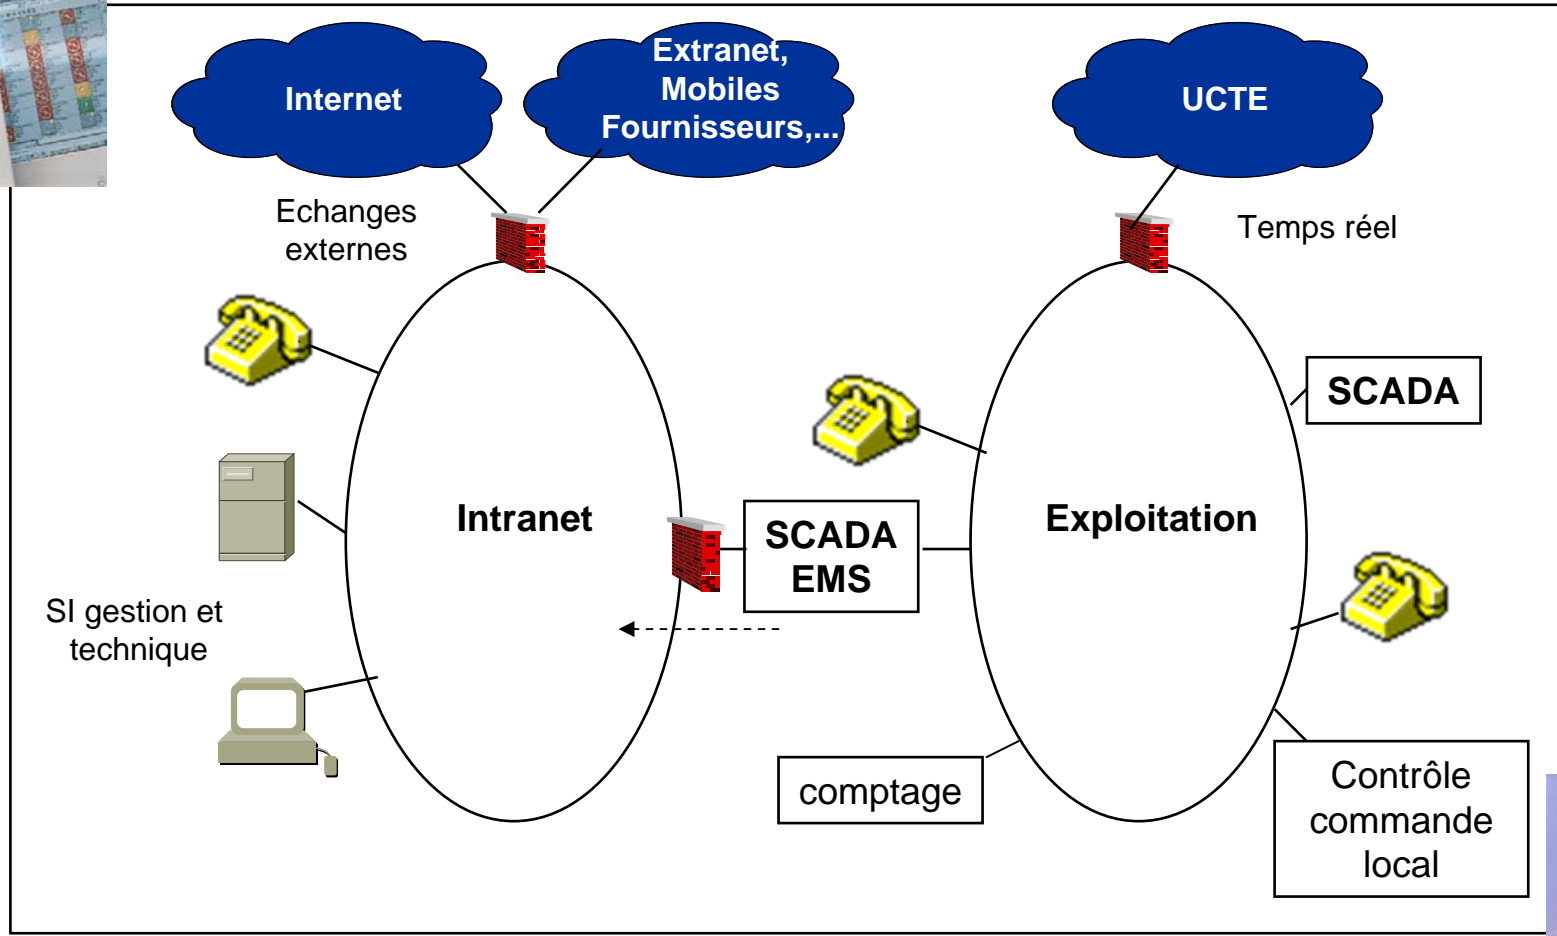 Internet
Extranet,
Mobiles
Fournisseurs,...
UCTE
Echanges
externes
Temps réel
SCADA
Intranet
SCADA
EMS
Exploitation
SI gestion et
technique
comptage
Contrôle
commande
local